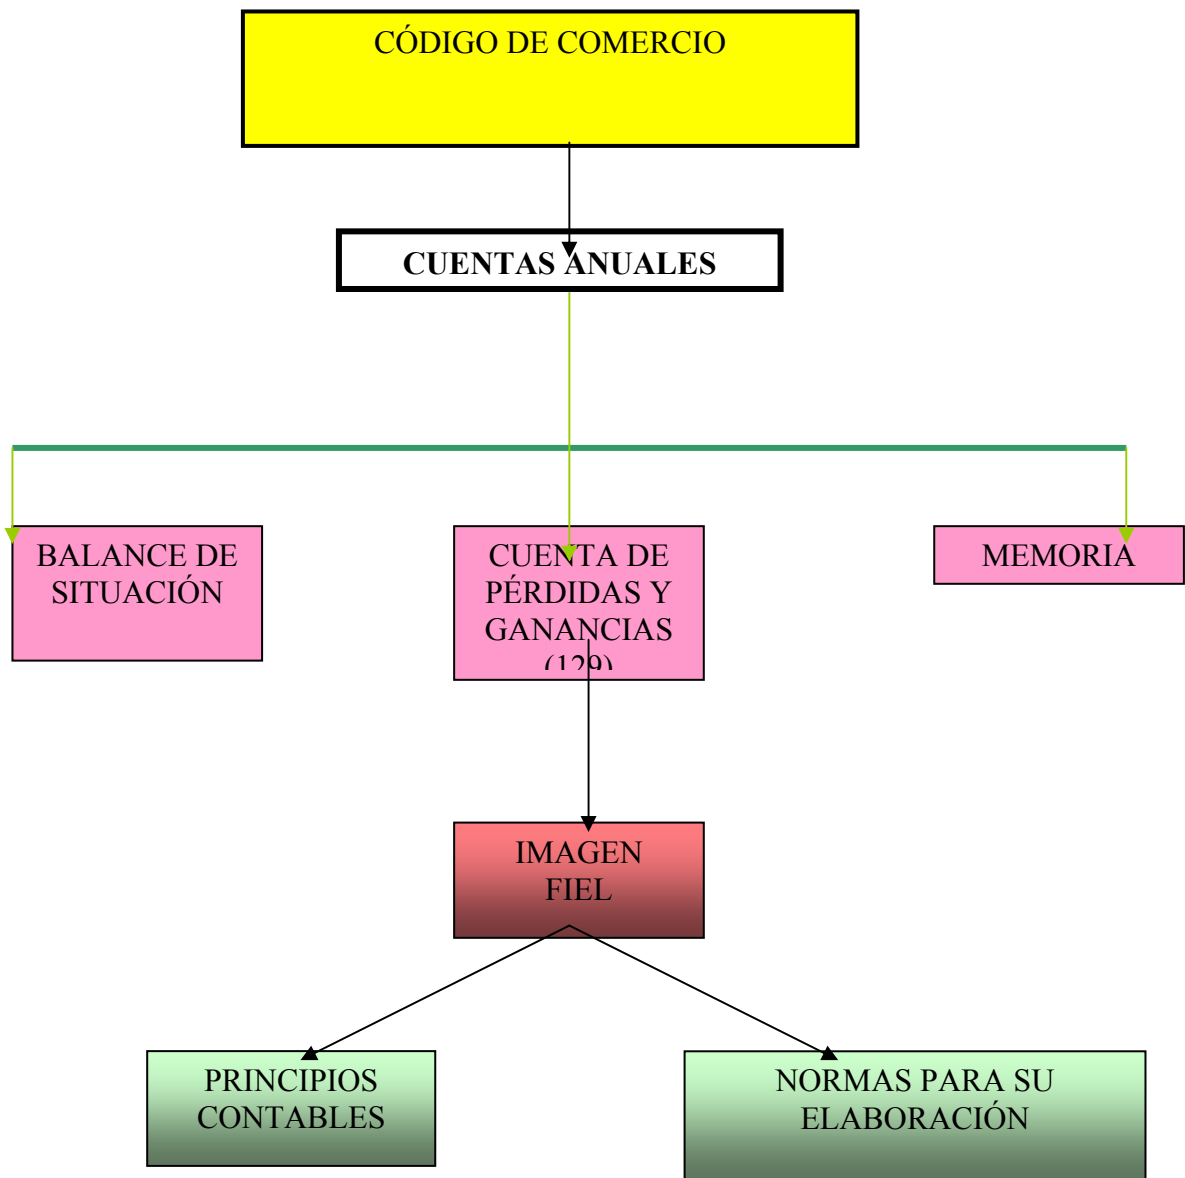 CÓDIGO DE COMERCIO
CUENTAS ANUALES
BALANCE DE
SITUACIÓN
CUENTA DE
PÉRDIDAS Y
GANANCIAS
(129)
MEMORIA
IMAGEN
FIEL
PRINCIPIOS
CONTABLES
NORMAS PARA SU
ELABORACIÓN